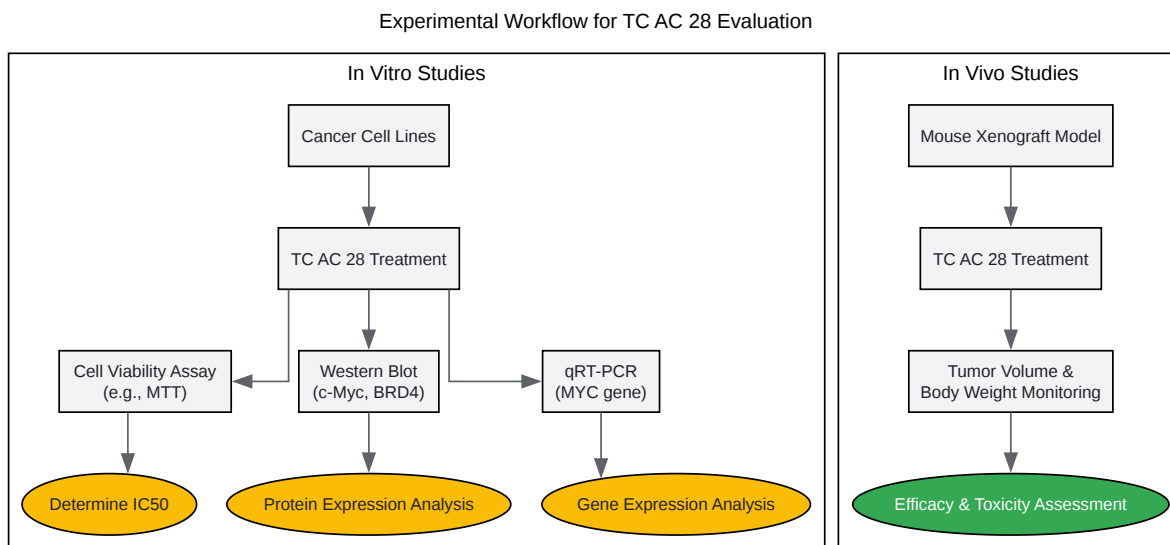 Experimental Workflow for TC AC 28 Evaluation
In Vitro Studies
Cancer Cell Lines
TC AC 28 Treatment
Cell Viability Assay
(e.g., MTT)
Western Blot
(c-Myc, BRD4)
qRT-PCR
(MYC gene)
Determine IC50
Protein Expression Analysis
Gene Expression Analysis
In Vivo Studies
Mouse Xenograft Model
TC AC 28 Treatment
Tumor Volume &
Body Weight Monitoring
Efficacy & Toxicity Assessment